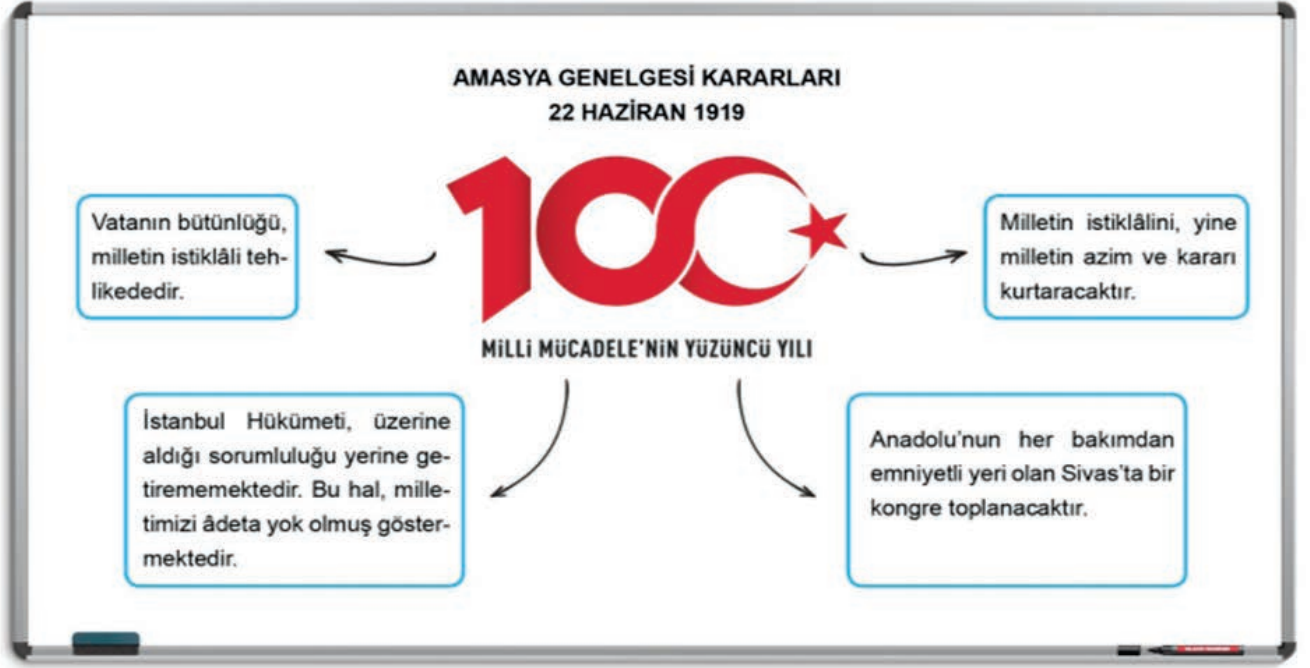 AMASYA GENELGESİ KARARLARI
22 HAZİRAN 1919
100
MİLLİ MÜCADELE'NİN YÜZÜNCÜ YILI
Vatanın bütünlüğü,
milletin istiklâli teh-
likededir.
Milletin istiklâlini, yine
milletin azim ve kararı
kurtaracaktır.
İstanbul Hükümeti, üzerine
aldığı sorumluluğu yerine ge-
tirememektedir. Bu hal, mille-
timizi âdeta yok olmuş göster-
mektedir.
Anadolu'nun her bakımdan
emniyetli yeri olan Sivas'ta bir
kongre toplanacaktır.